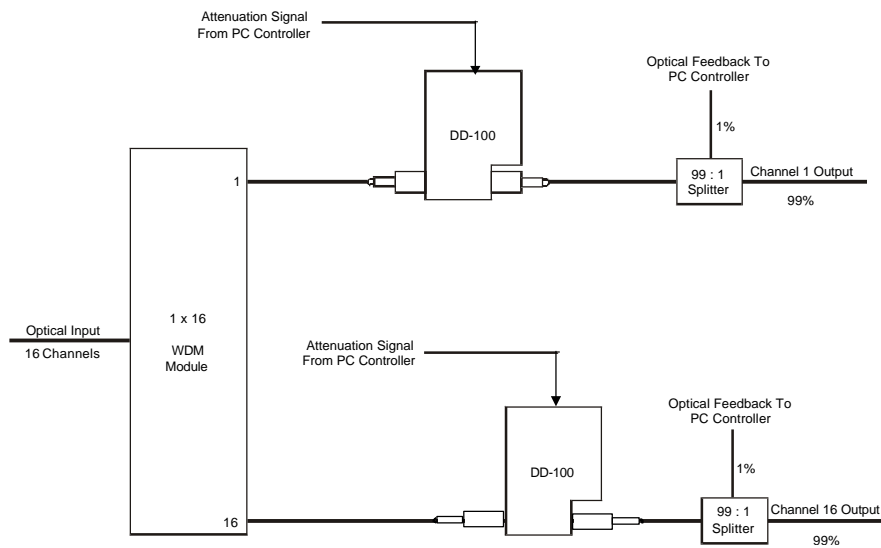 Attenuation Signal
From PC Controller
Optical Feedback To
PC Controller
DD-100
1%
1
99 : 1
Splitter
Channel 1 Output
99%
Optical Input
16 Channels
1 x 16
WDM
Module
Attenuation Signal
From PC Controller
Optical Feedback To
PC Controller
DD-100
1%
16
99 : 1
Splitter
Channel 16 Output
99%